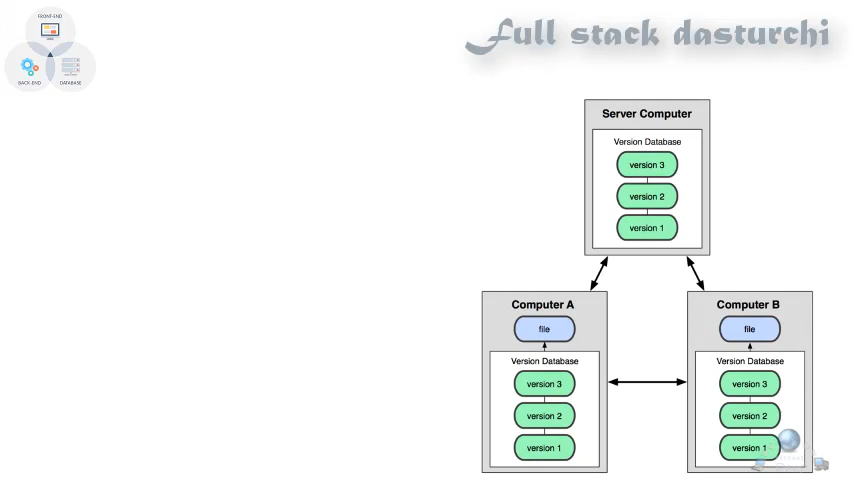 FRONT-END
BACK-END
DATABASE
Full stack dasturchi
Server Computer
Version Database
version 3
version 2
version 1
Computer A
file
Version Database
version 3
version 2
version 1
Computer B
file
Version Database
version 3
version 2
version 1